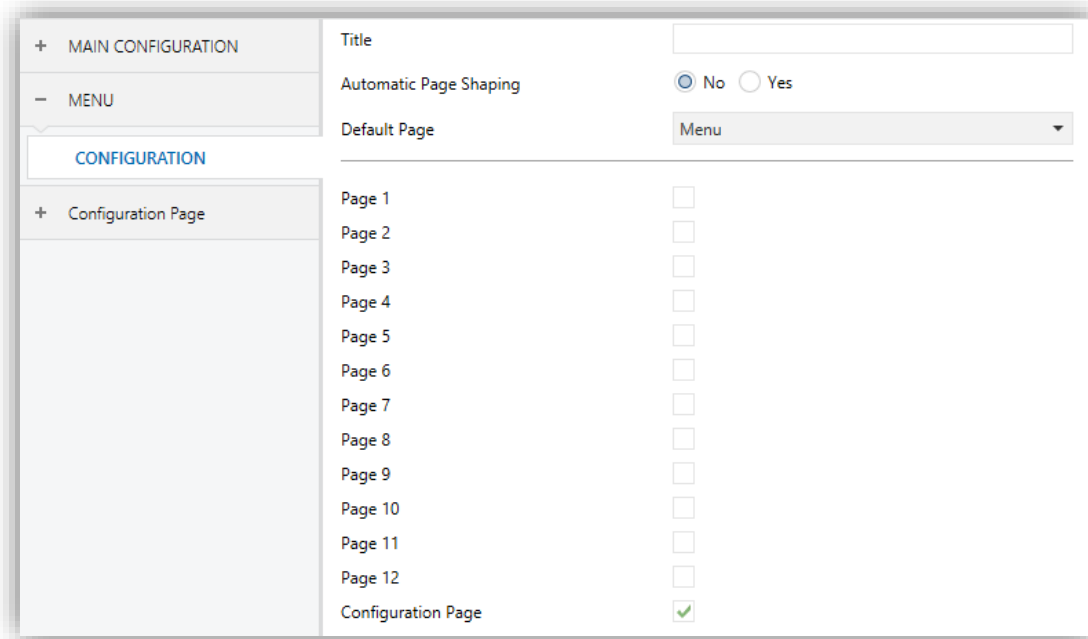 MAIN CONFIGURATION
MENU
CONFIGURATION
Configuration Page
Title
Automatic Page Shaping No Yes
Default Page Menu
Page 1
Page 2
Page 3
Page 4
Page 5
Page 6
Page 7
Page 8
Page 9
Page 10
Page 11
Page 12
Configuration Page